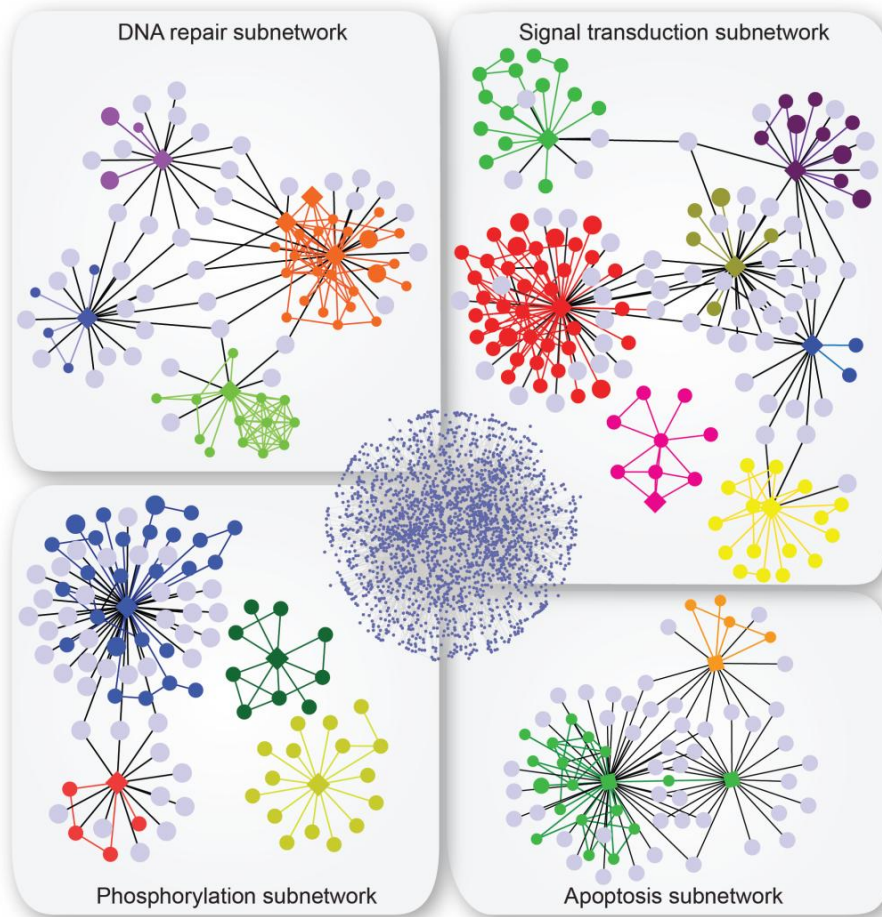 DNA repair subnetwork
Signal transduction subnetwork
Phosphorylation subnetwork
Apoptosis subnetwork